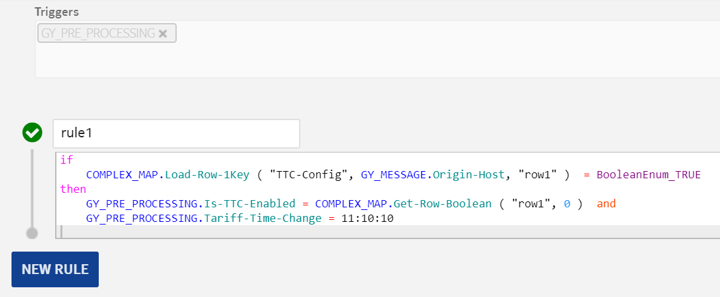 Triggers
GY_PRE_PROCESSING ×
rule1
if
COMPLEX_MAP.Load-Row-1Key ( "TTC-Config", GY_MESSAGE.Origin-Host, "row1" )  = BooleanEnum_TRUE
then
GY_PRE_PROCESSING.Is-TTC-Enabled = COMPLEX_MAP.Get-Row-Boolean ( "row1", 0 )  and
GY_PRE_PROCESSING.Tariff-Time-Change = 11:10:10
NEW RULE